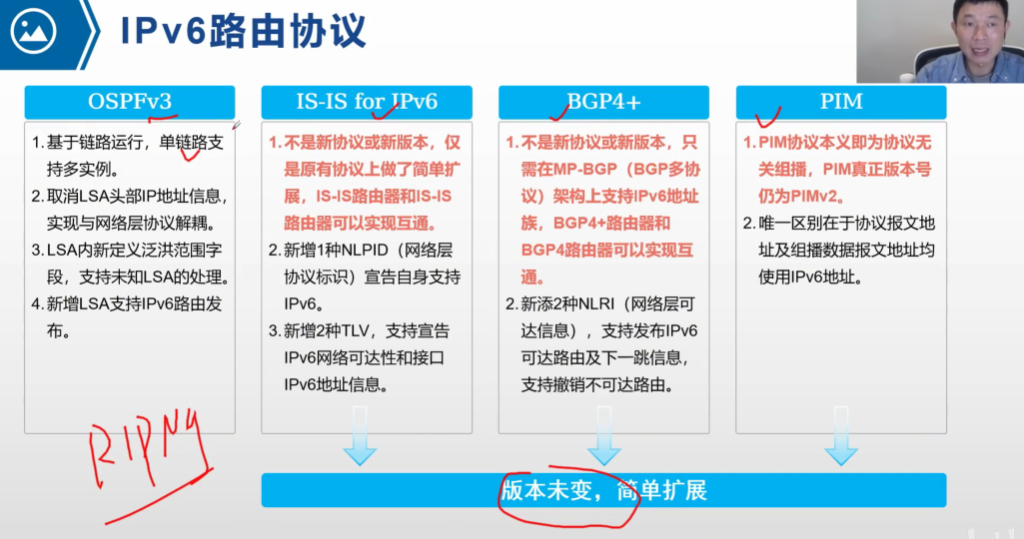 IPv6路由协议
OSPFv3
1.基于链路运行，单链路支
持多实例。
2.取消LSA头部IP地址信息，
实现与网络层协议解耦。
3.LSA内新定义泛洪范围字
段，支持未知LSA的处理。
4.新增LSA支持IPv6路由发
布。
RIPNg
IS-IS for IPv6
1.不是新协议或新版本，仅
是原有协议上做了简单扩
展，IS-IS路由器和IS-IS
路由器可以实现互通。
2.新增1种NLPID（网络层
协议标识）宣告自身支持
IPv6。
3.新增2种TLV，支持宣告
IPv6网络可达性和接口
IPv6地址信息。
BGP4+
1.不是新协议或新版本，只
需在MP-BGP（BGP多协
议）架构上支持IPv6地址
族，BGP4+路由器和
BGP4路由器可以实现互
通。
2.新添2种NLRI（网络层可
达信息），支持发布IPv6
可达路由及下一跳信息，
支持撤销不可达路由。
PIM
1.PIM协议本义即为协议无
关组播，PIM真正版本号
仍为PIMv2。
2.唯一区别在于协议报文地
址及组播数据报文地址均
使用IPv6地址。
版本未变，简单扩展